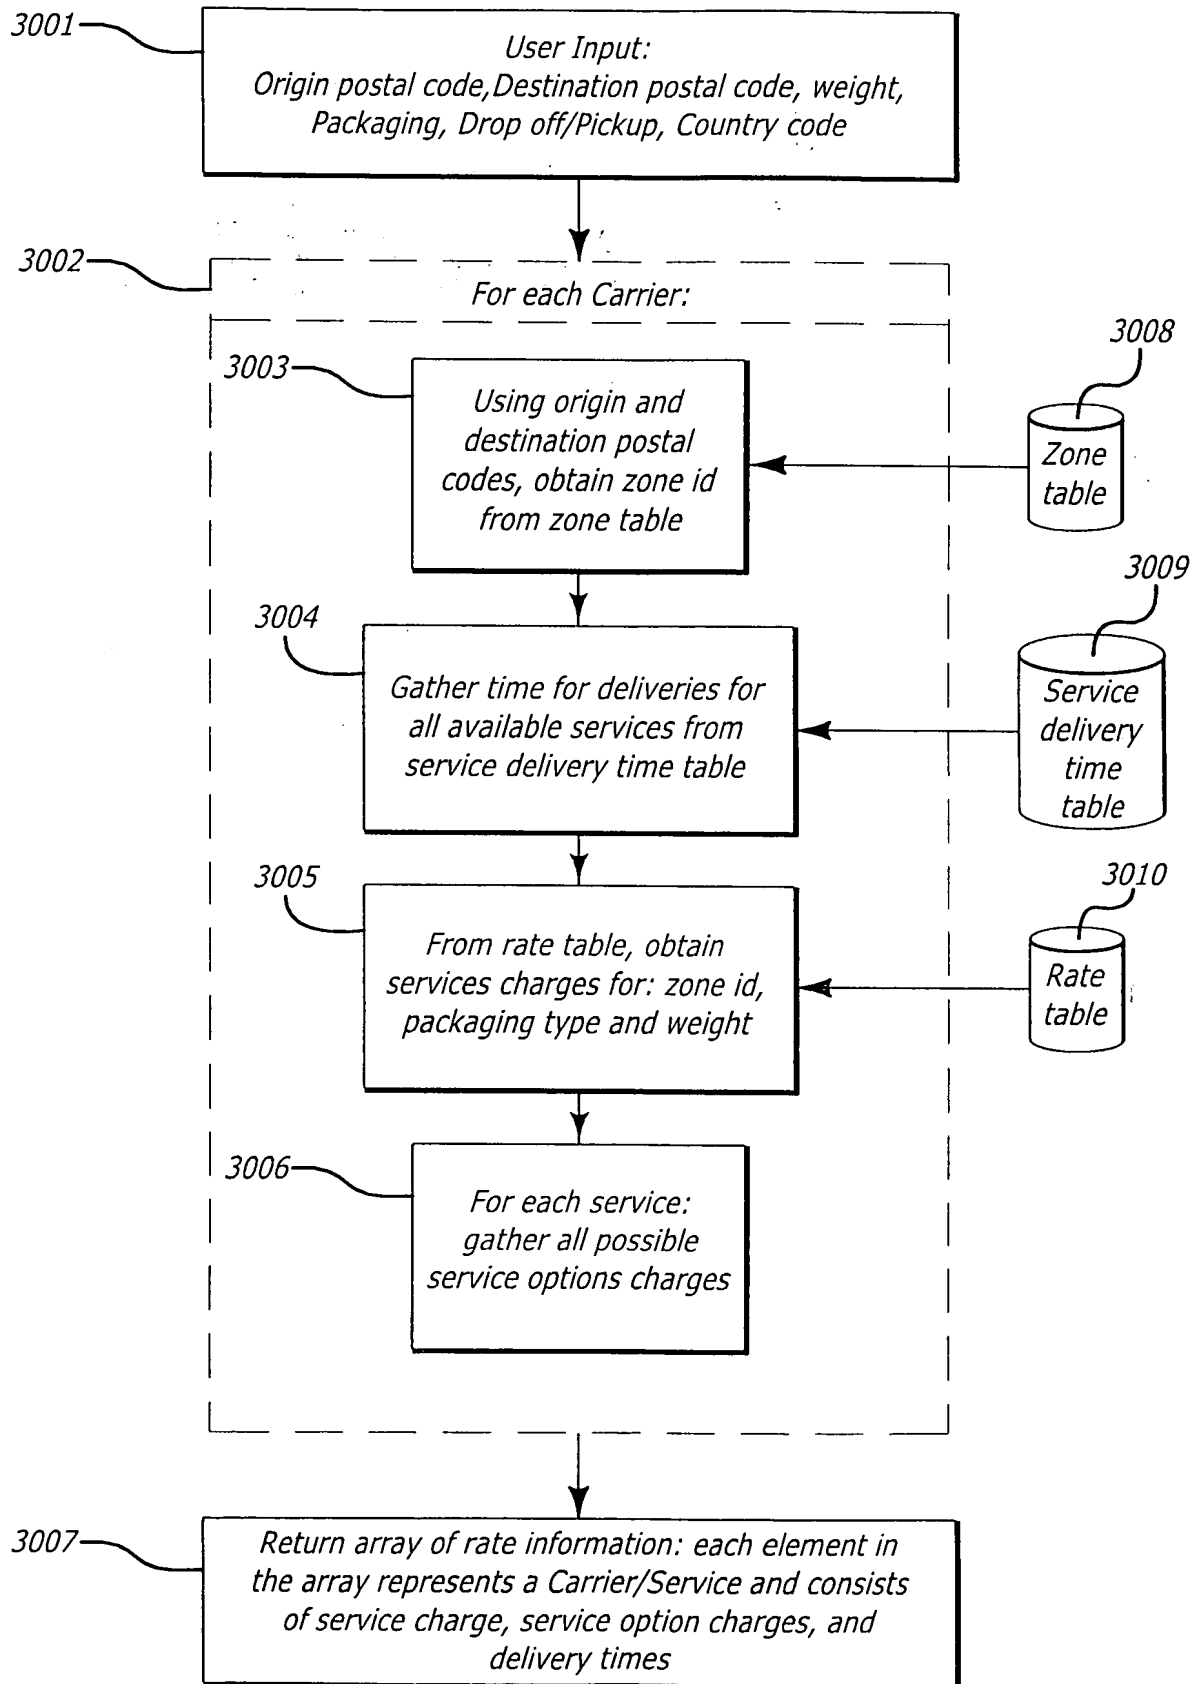 3001
User Input:
Origin postal code,Destination postal code, weight,
Packaging, Drop off/Pickup, Country code
3002
For each Carrier:
3003
Using origin and
destination postal
codes, obtain zone id
from zone table
3008
Zone
table
3004
Gather time for deliveries for
all available services from
service delivery time table
3009
Service
delivery
time
table
3005
From rate table, obtain
services charges for: zone id,
packaging type and weight
3010
Rate
table
3006
For each service:
gather all possible
service options charges
3007
Return array of rate information: each element in
the array represents a Carrier/Service and consists
of service charge, service option charges, and
delivery times